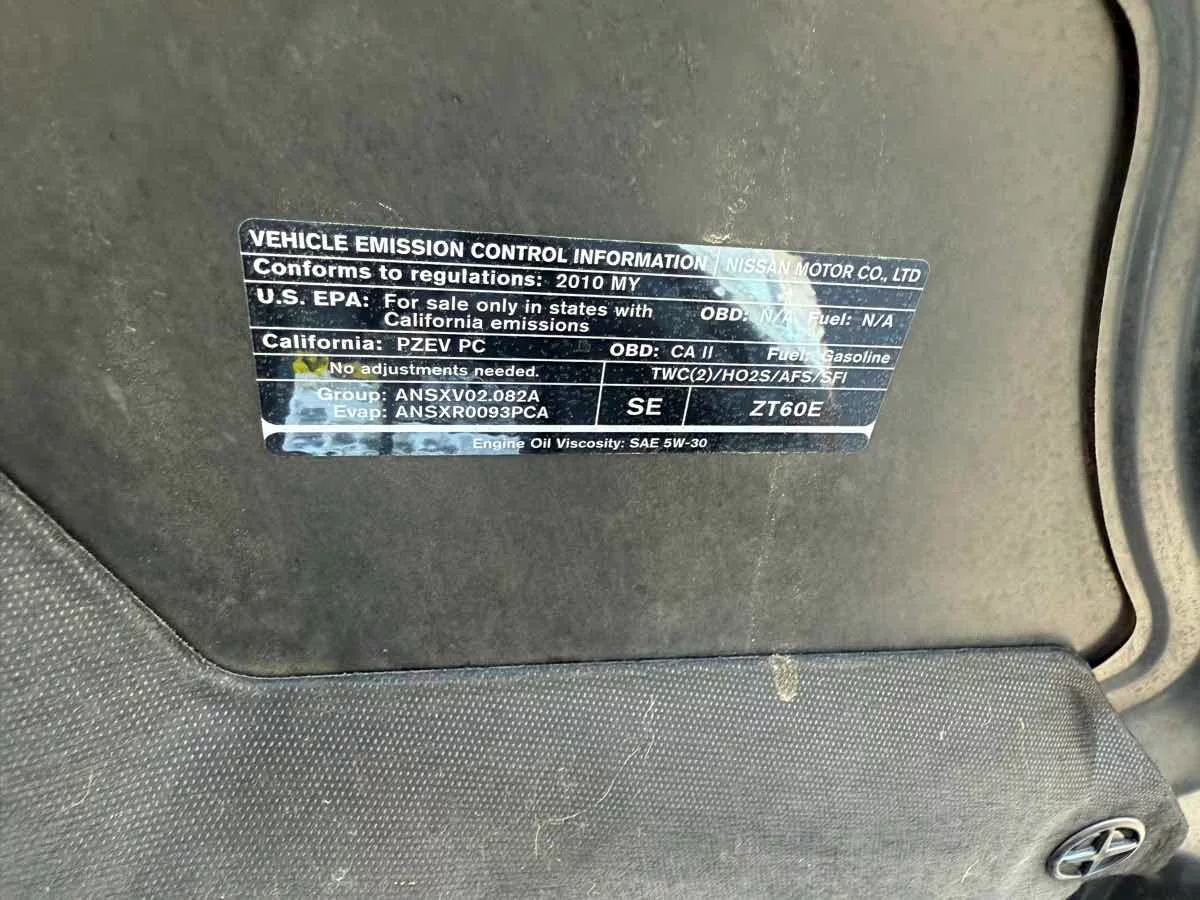 VEHICLE EMISSION CONTROL INFORMATION | NISSAN MOTOR CO., LTD
Conforms to regulations: 2010 MY
U.S. EPA: For sale only in states with California emissions OBD: N/A Fuel: N/A
California: PZEV PC OBD: CA II Fuel: Gasoline
No adjustments needed. TWC(2)/HO2S/AFS/SFI
Group: ANSXV02.082A
Evap: ANSXR0093PCA SE ZT60E
Engine Oil Viscosity: SAE 5W-30